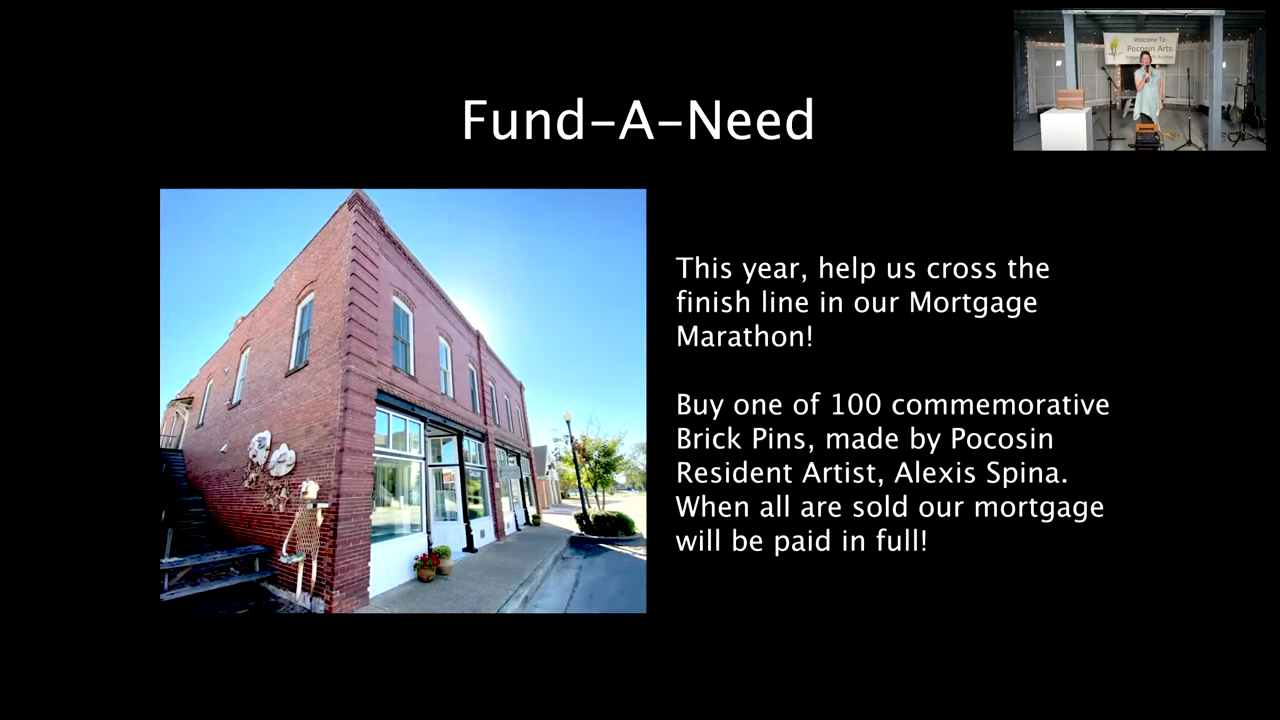 Welcome To
Pocosin Arts
Fund-A-Need
This year, help us cross the
finish line in our Mortgage
Marathon!
Buy one of 100 commemorative
Brick Pins, made by Pocosin
Resident Artist, Alexis Spina.
When all are sold our mortgage
will be paid in full!